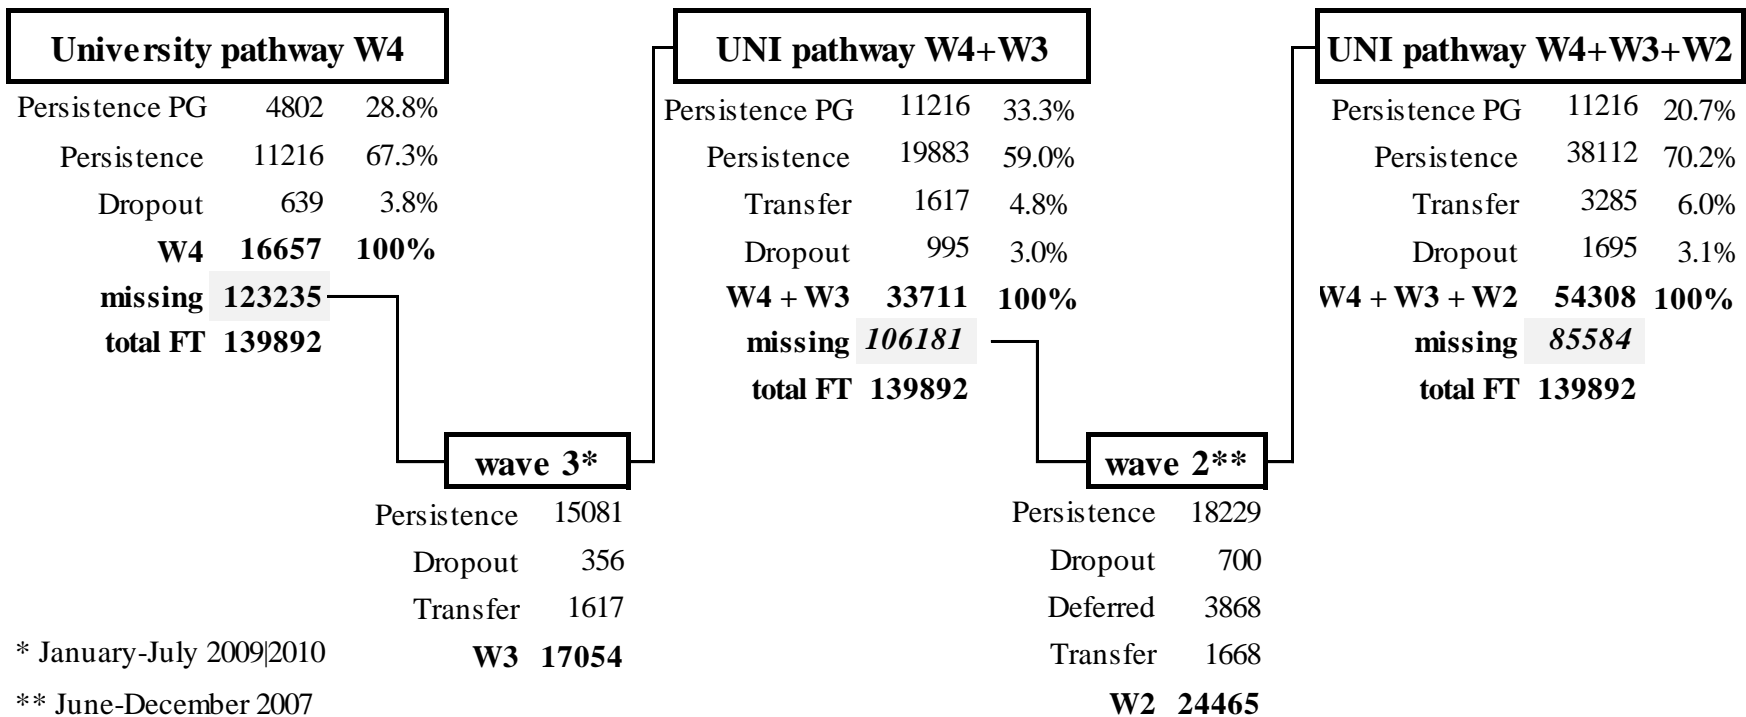 University pathway W4
Persistence PG 4802 28.8%
Persistence 11216 67.3%
Dropout 639 3.8%
W4 16657 100%
missing 123235
total FT 139892
wave 3*
Persistence 15081
Dropout 356
Transfer 1617
W3 17054
UNI pathway W4+W3
Persistence PG 11216 33.3%
Persistence 19883 59.0%
Transfer 1617 4.8%
Dropout 995 3.0%
W4 + W3 33711 100%
missing 106181
total FT 139892
wave 2**
Persistence 18229
Dropout 700
Deferred 3868
Transfer 1668
W2 24465
UNI pathway W4+W3+W2
Persistence PG 11216 20.7%
Persistence 38112 70.2%
Transfer 3285 6.0%
Dropout 1695 3.1%
W4 + W3 + W2 54308 100%
missing 85584
total FT 139892
* January-July 2009|2010
** June-December 2007